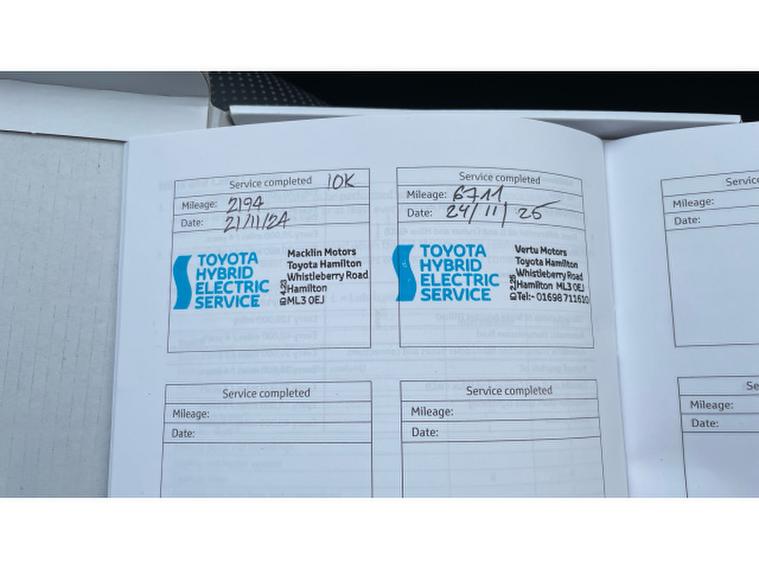 Service completed 10K
Mileage: 2194
Date: 21/11/24
TOYOTA
HYBRID
ELECTRIC
SERVICE
Macklin Motors
Toyota Hamilton
Whistleberry Road
Hamilton
ML3 0EJ
Service completed
Mileage: 6711
Date: 24/11/25
TOYOTA
HYBRID
ELECTRIC
SERVICE
Vertu Motors
Toyota Hamilton
Whistleberry Road
Hamilton ML3 0EJ
Tel:- 01698 711610
Service completed
Mileage:
Date:
Service completed
Mileage:
Date:
Mileage:
Date:
Mileage:
Date: